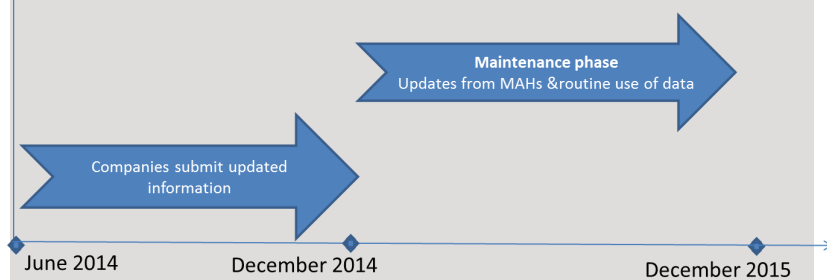 Maintenance phase
Updates from MAHs &routine use of data
Companies submit updated
information
June 2014
December 2014
December 2015